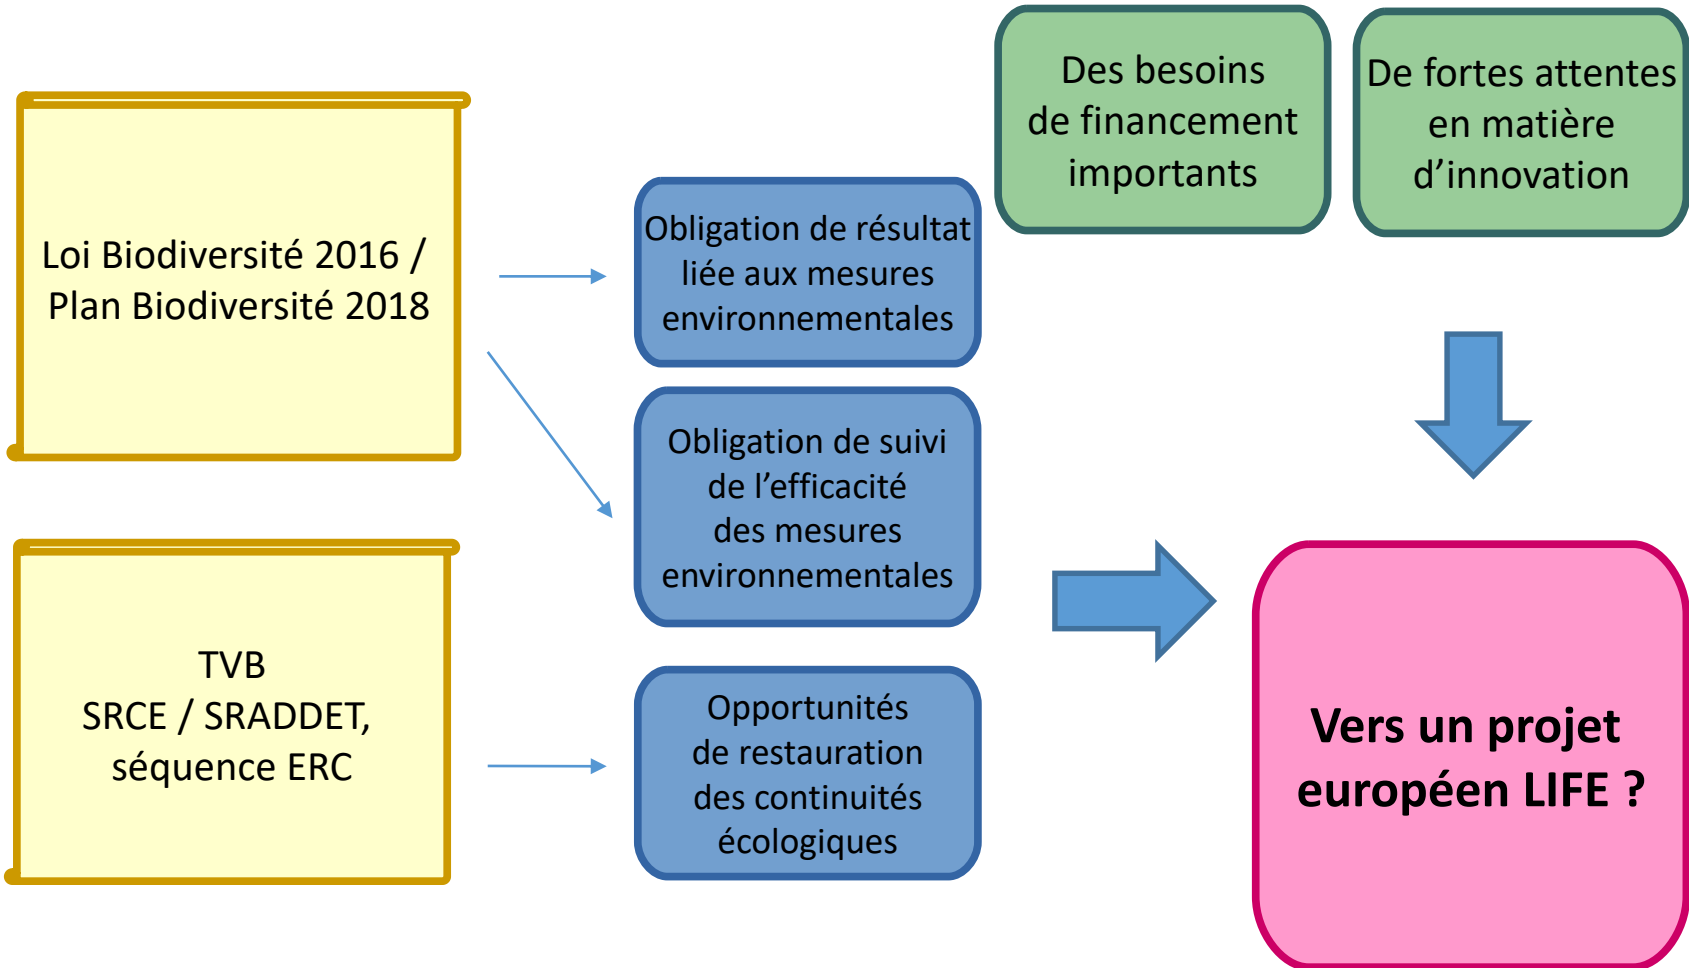 Des besoins
de financement
importants
De fortes attentes
en matière
d’innovation
Loi Biodiversité 2016 /
Plan Biodiversité 2018
Obligation de résultat
liée aux mesures
environnementales
Obligation de suivi
de l’efficacité
des mesures
environnementales
TVB
SRCE / SRADDET,
séquence ERC
Opportunités
de restauration
des continuités
écologiques
Vers un projet
européen LIFE ?